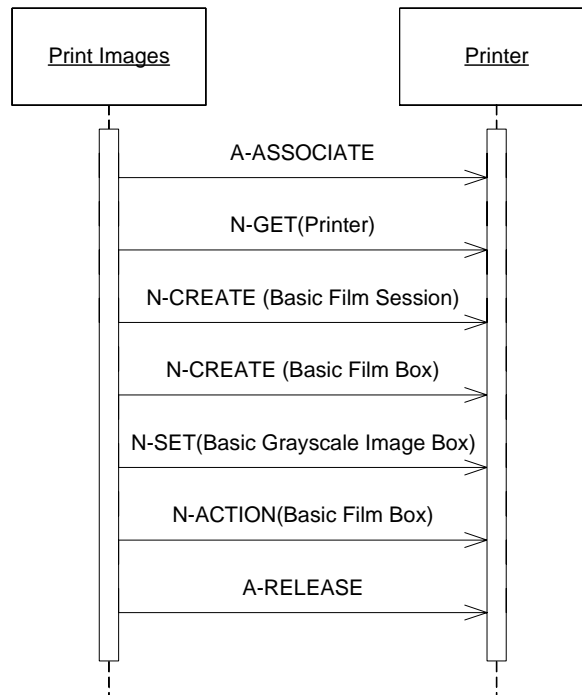 Print Images
Printer
A-ASSOCIATE
N-GET(Printer)
N-CREATE (Basic Film Session)
N-CREATE (Basic Film Box)
N-SET(Basic Grayscale Image Box)
N-ACTION(Basic Film Box)
A-RELEASE